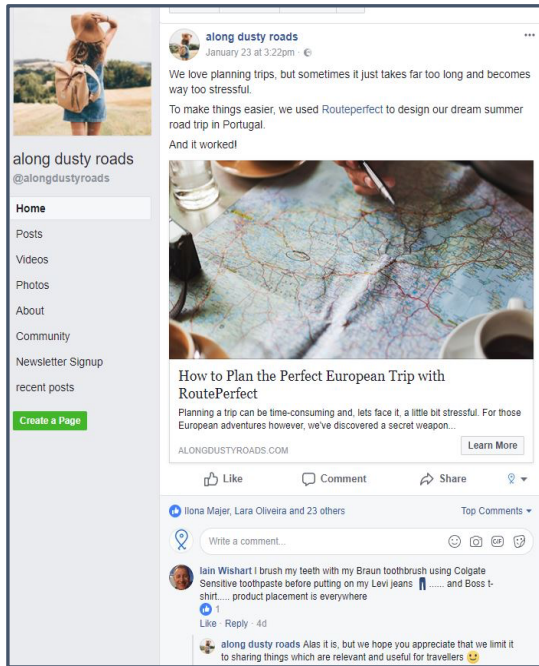 along dusty roads
@alongdustyroads
Home
Posts
Videos
Photos
About
Community
Newsletter Signup
recent posts
Create a Page
along dusty roads
January 23 at 3:22pm ·
We love planning trips, but sometimes it just takes far too long and becomes
way too stressful.
To make things easier, we used Routeperfect to design our dream summer
road trip in Portugal.
And it worked!
How to Plan the Perfect European Trip with
RoutePerfect
Planning a trip can be time-consuming and, lets face it, a little bit stressful. For those
European adventures however, we've discovered a secret weapon...
ALONGDUSTYROADS.COM
Learn More
Like Comment Share
Ilona Majer, Lara Oliveira and 23 others
Top Comments
Write a comment...
GIF
Iain Wishart I brush my teeth with my Braun toothbrush using Colgate
Sensitive toothpaste before putting on my Levi jeans 👖 ...... and Boss t-
shirt..... product placement is everywhere
1
Like · Reply · 4d
along dusty roads Alas it is, but we hope you appreciate that we limit it
to sharing things which are relevant and useful for travellers 🙂